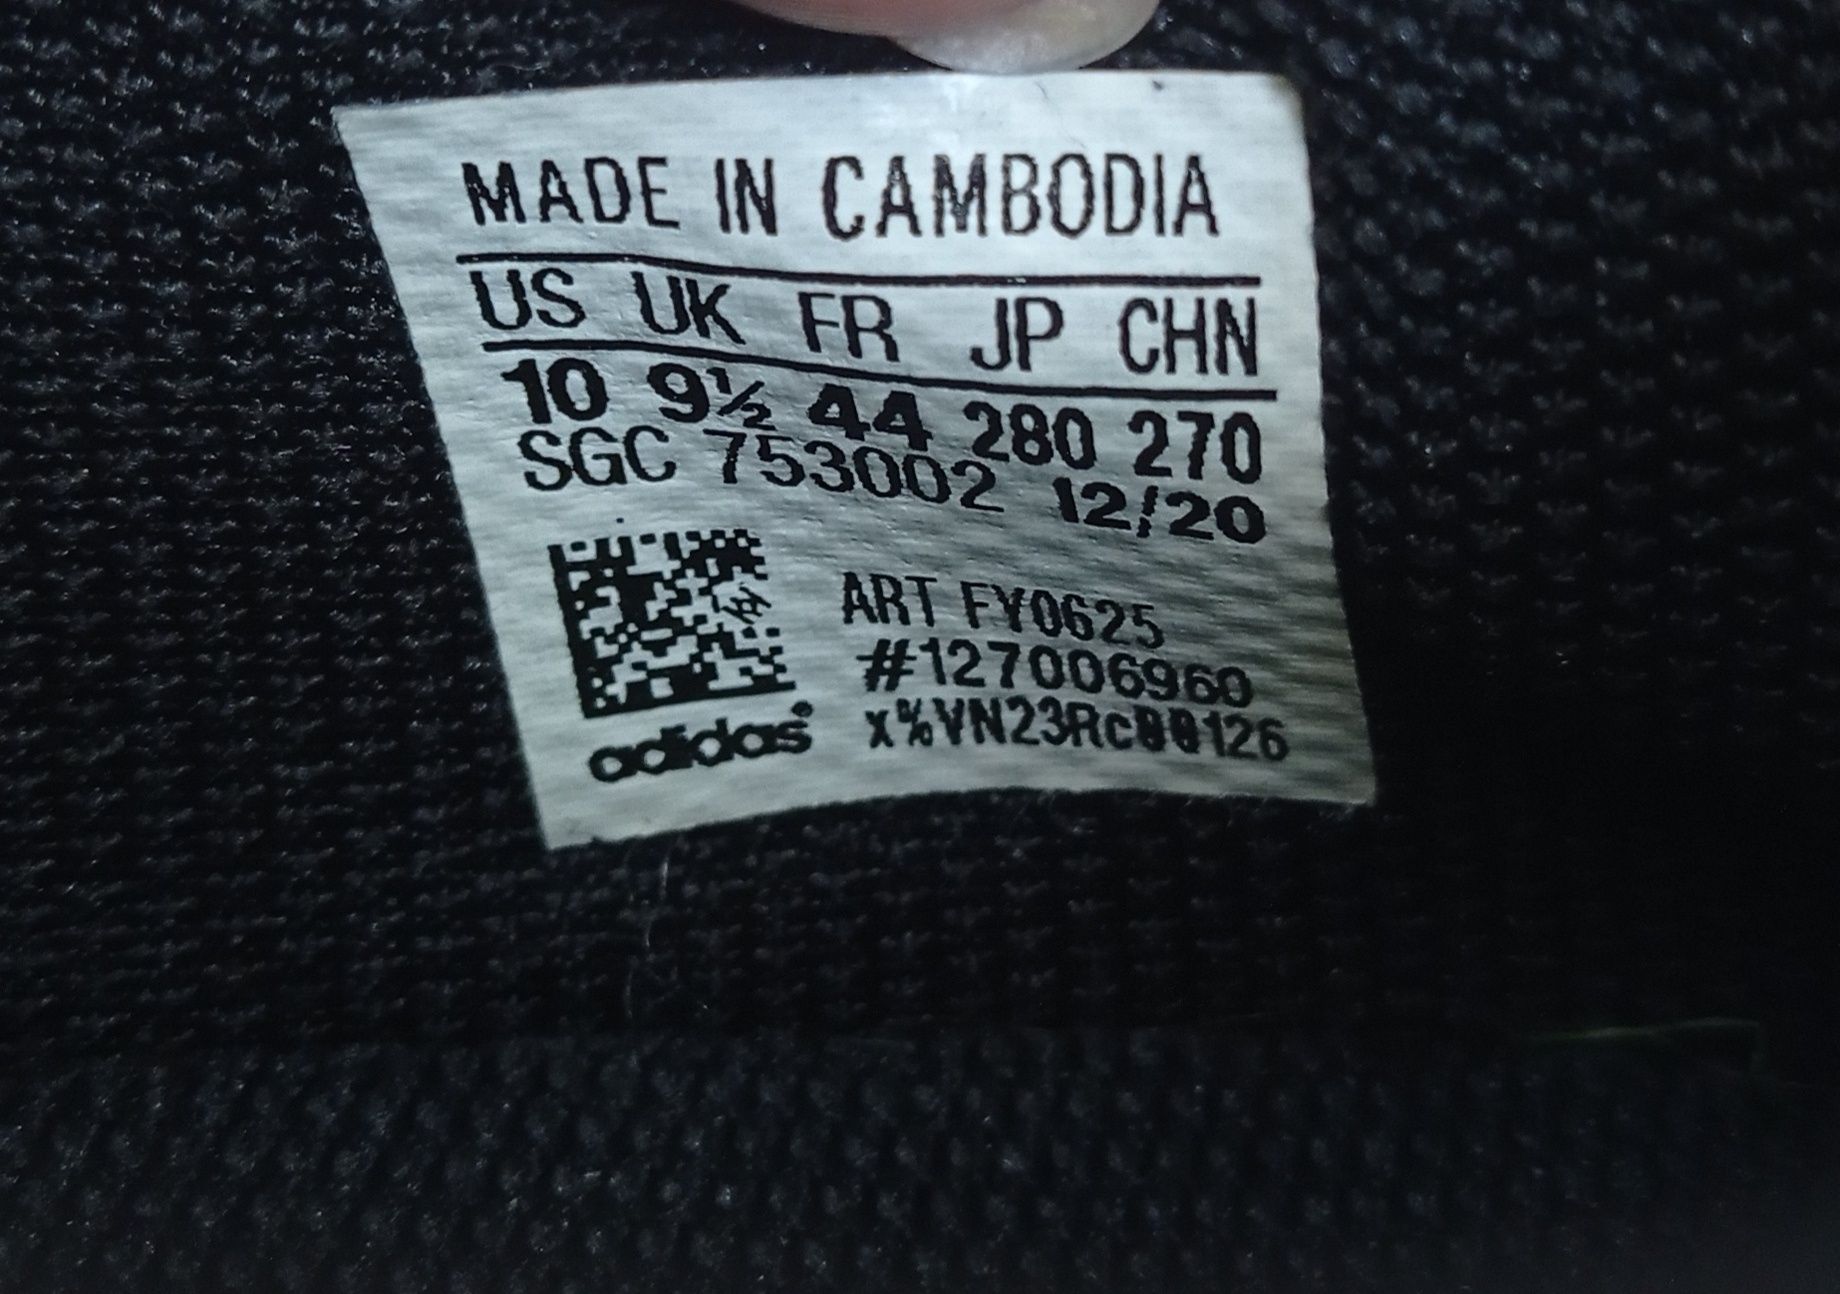 MADE IN CAMBODIA
US UK FR JP CHN
10 9½ 44 280 270
SGC 753002 12/20
ART FY0625
#127006960
adidas® x%VN23Rc00126